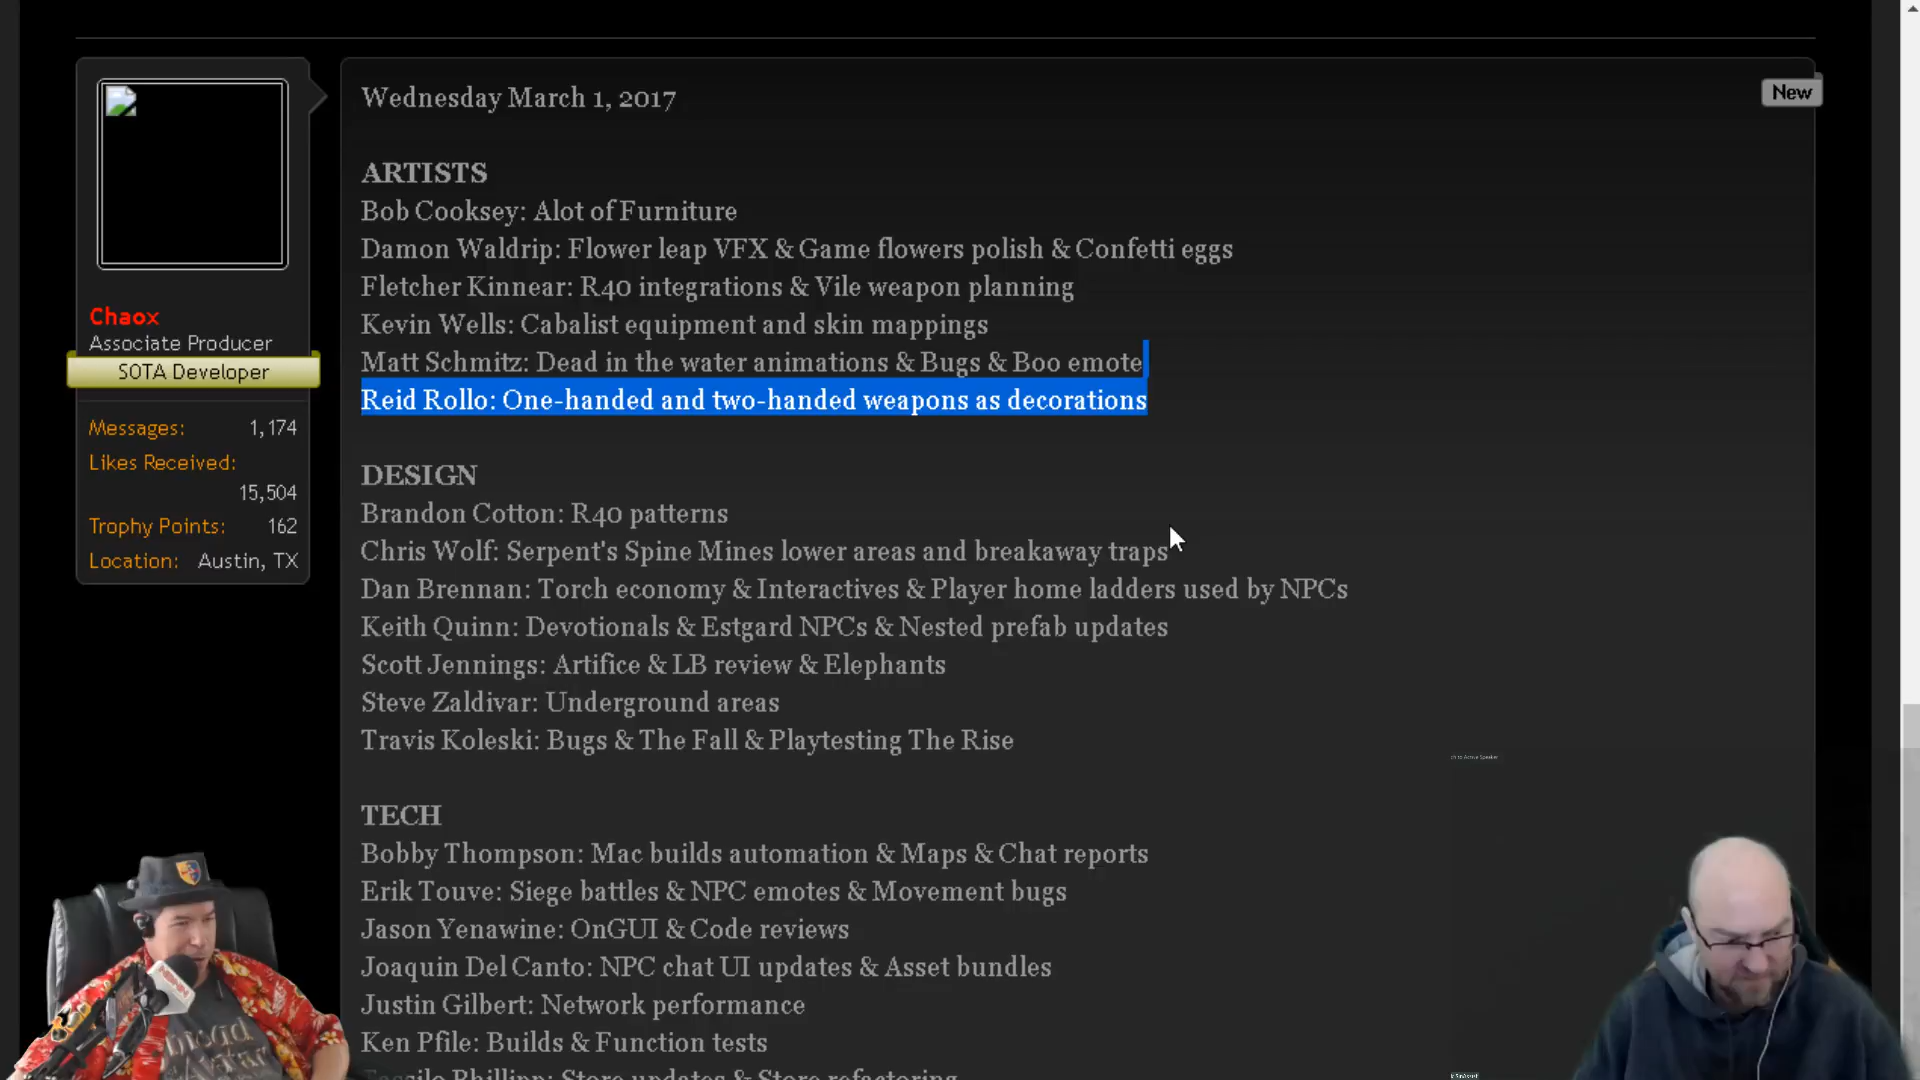 Wednesday March 1, 2017
New
ARTISTS
Bob Cooksey: Alot of Furniture
Damon Waldrip: Flower leap VFX & Game flowers polish & Confetti eggs
Fletcher Kinnear: R40 integrations & Vile weapon planning
Kevin Wells: Cabalist equipment and skin mappings
Matt Schmitz: Dead in the water animations & Bugs & Boo emote
Reid Rollo: One-handed and two-handed weapons as decorations
Chaox
Associate Producer
SOTA Developer
Messages: 1,174
Likes Received:
15,504
Trophy Points: 162
Location: Austin, TX
DESIGN
Brandon Cotton: R40 patterns
Chris Wolf: Serpent's Spine Mines lower areas and breakaway traps
Dan Brennan: Torch economy & Interactives & Player home ladders used by NPCs
Keith Quinn: Devotionals & Estgard NPCs & Nested prefab updates
Scott Jennings: Artifice & LB review & Elephants
Steve Zaldivar: Underground areas
Travis Koleski: Bugs & The Fall & Playtesting The Rise
TECH
Bobby Thompson: Mac builds automation & Maps & Chat reports
Erik Touve: Siege battles & NPC emotes & Movement bugs
Jason Yenawine: OnGUI & Code reviews
Joaquin Del Canto: NPC chat UI updates & Asset bundles
Justin Gilbert: Network performance
Ken Pfile: Builds & Function tests
Phillipp: Store updates & Store refactoring
to Active Speaker